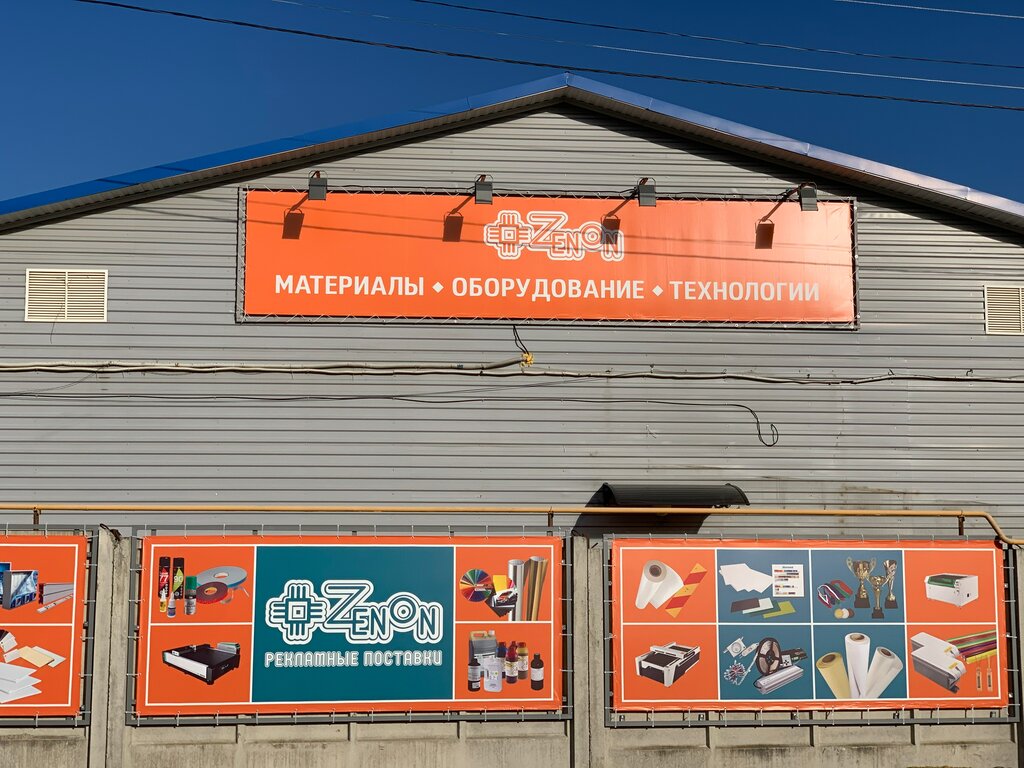 ZENON
МАТЕРИАЛЫ ◆ ОБОРУДОВАНИЕ ◆ ТЕХНОЛОГИИ
ZENON
РЕКЛАМНЫЕ ПОСТАВКИ